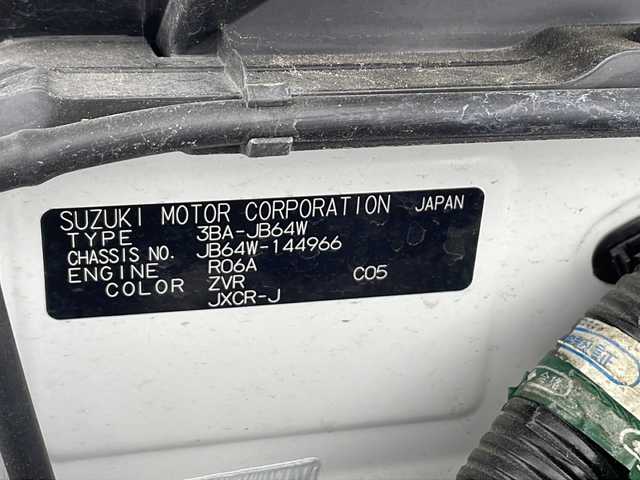 SUZUKI MOTOR CORPORATION JAPAN
TYPE 3BA-JB64W
CHASSIS NO. JB64W-144966
ENGINE R06A C05
COLOR ZVR
JXCR-J